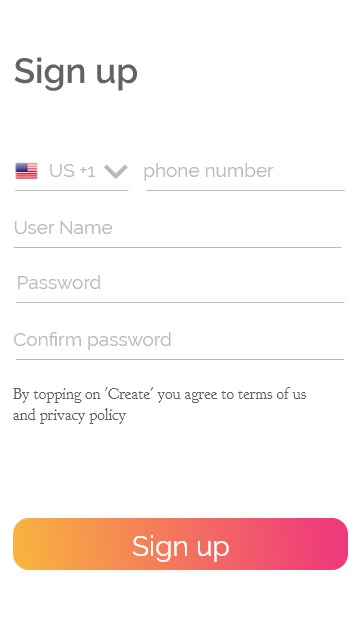 Sign up
US +1 phone number
User Name
Password
Confirm password
By topping on 'Create' you agree to terms of us
and privacy policy
Sign up